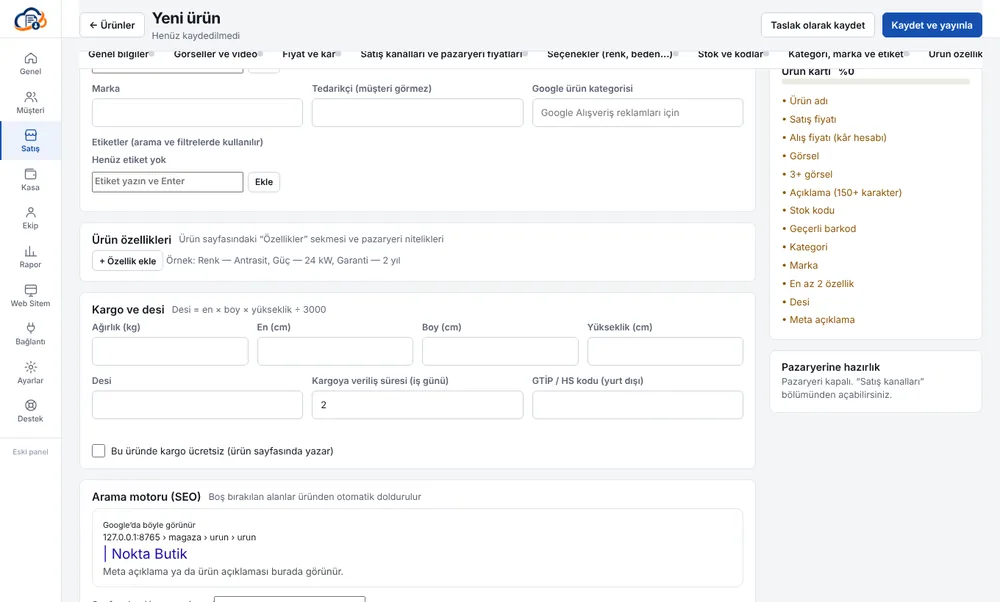 ← Ürünler
Yeni ürün
Henüz kaydedilmedi
Taslak olarak kaydet
Kaydet ve yayınla
Genel
Müşteri
Satış
Kasa
Ekip
Rapor
Web Sitem
Bağlantı
Ayarlar
Destek
Eski panel
Genel bilgiler
Görseller ve video
Fiyat ve kâr
Satış kanalları ve pazaryeri fiyatları
Seçenekler (renk, beden...)
Stok ve kodlar
Kategori, marka ve etiket
Ürün özellik
Marka
Tedarikçi (müşteri görmez)
Google ürün kategorisi
Google Alışveriş reklamları için
Etiketler (arama ve filtrelerde kullanılır)
Henüz etiket yok
Etiket yazın ve Enter
Ekle
Ürün özellikleri Ürün sayfasındaki "Özellikler" sekmesi ve pazaryeri nitelikleri
+ Özellik ekle Örnek: Renk — Antrasit, Güç — 24 kW, Garanti — 2 yıl
Kargo ve desi Desi = en × boy × yükseklik ÷ 3000
Ağırlık (kg)
En (cm)
Boy (cm)
Yükseklik (cm)
Desi
Kargoya veriliş süresi (iş günü)
GTİP / HS kodu (yurt dışı)
2
Bu üründe kargo ücretsiz (ürün sayfasında yazar)
Arama motoru (SEO) Boş bırakılan alanlar üründen otomatik doldurulur
Google'da böyle görünür
127.0.0.1:8765 › magaza › urun › urun
| Nokta Butik
Meta açıklama ya da ürün açıklaması burada görünür.
Ürün kartı %0
• Ürün adı
• Satış fiyatı
• Alış fiyatı (kâr hesabı)
• Görsel
• 3+ görsel
• Açıklama (150+ karakter)
• Stok kodu
• Geçerli barkod
• Kategori
• Marka
• En az 2 özellik
• Desi
• Meta açıklama
Pazaryerine hazırlık
Pazaryeri kapalı. "Satış kanalları"
bölümünden açabilirsiniz.